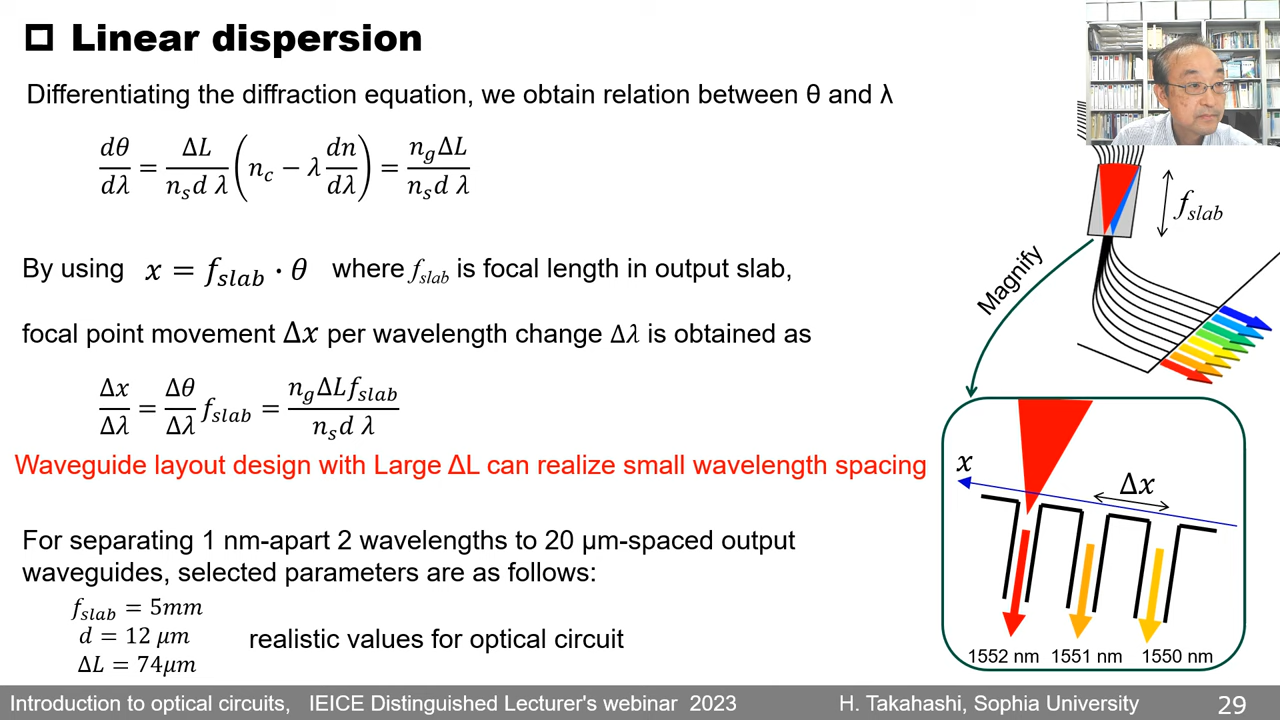 Linear dispersion
Differentiating the diffraction equation, we obtain relation between θ and λ
dθ/dλ = ΔL/(n_s d λ) (n_c − λ dn/dλ) = n_g ΔL/(n_s d λ)
f_slab
By using x = f_slab · θ where f_slab is focal length in output slab,
Magnify
focal point movement Δx per wavelength change Δλ is obtained as
Δx/Δλ = Δθ/Δλ f_slab = n_g ΔL f_slab/(n_s d λ)
Waveguide layout design with Large ΔL can realize small wavelength spacing
x
Δx
For separating 1 nm-apart 2 wavelengths to 20 μm-spaced output
waveguides, selected parameters are as follows:
f_slab = 5mm
d = 12 μm
ΔL = 74μm
realistic values for optical circuit
1552 nm 1551 nm 1550 nm
Introduction to optical circuits, IEICE Distinguished Lecturer's webinar 2023 H. Takahashi, Sophia University 29